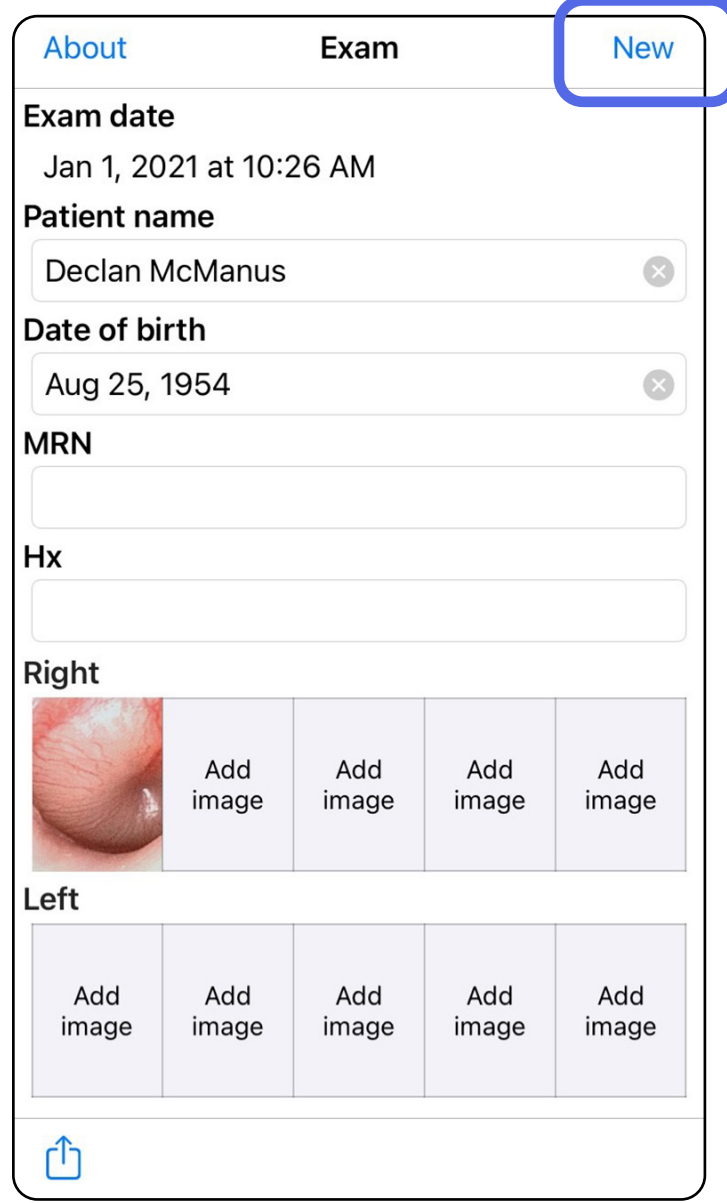 About Exam New
Exam date
Jan 1, 2021 at 10:26 AM
Patient name
Declan McManus
Date of birth
Aug 25, 1954
MRN
Hx
Right
Add image Add image Add image Add image
Left
Add image Add image Add image Add image Add image